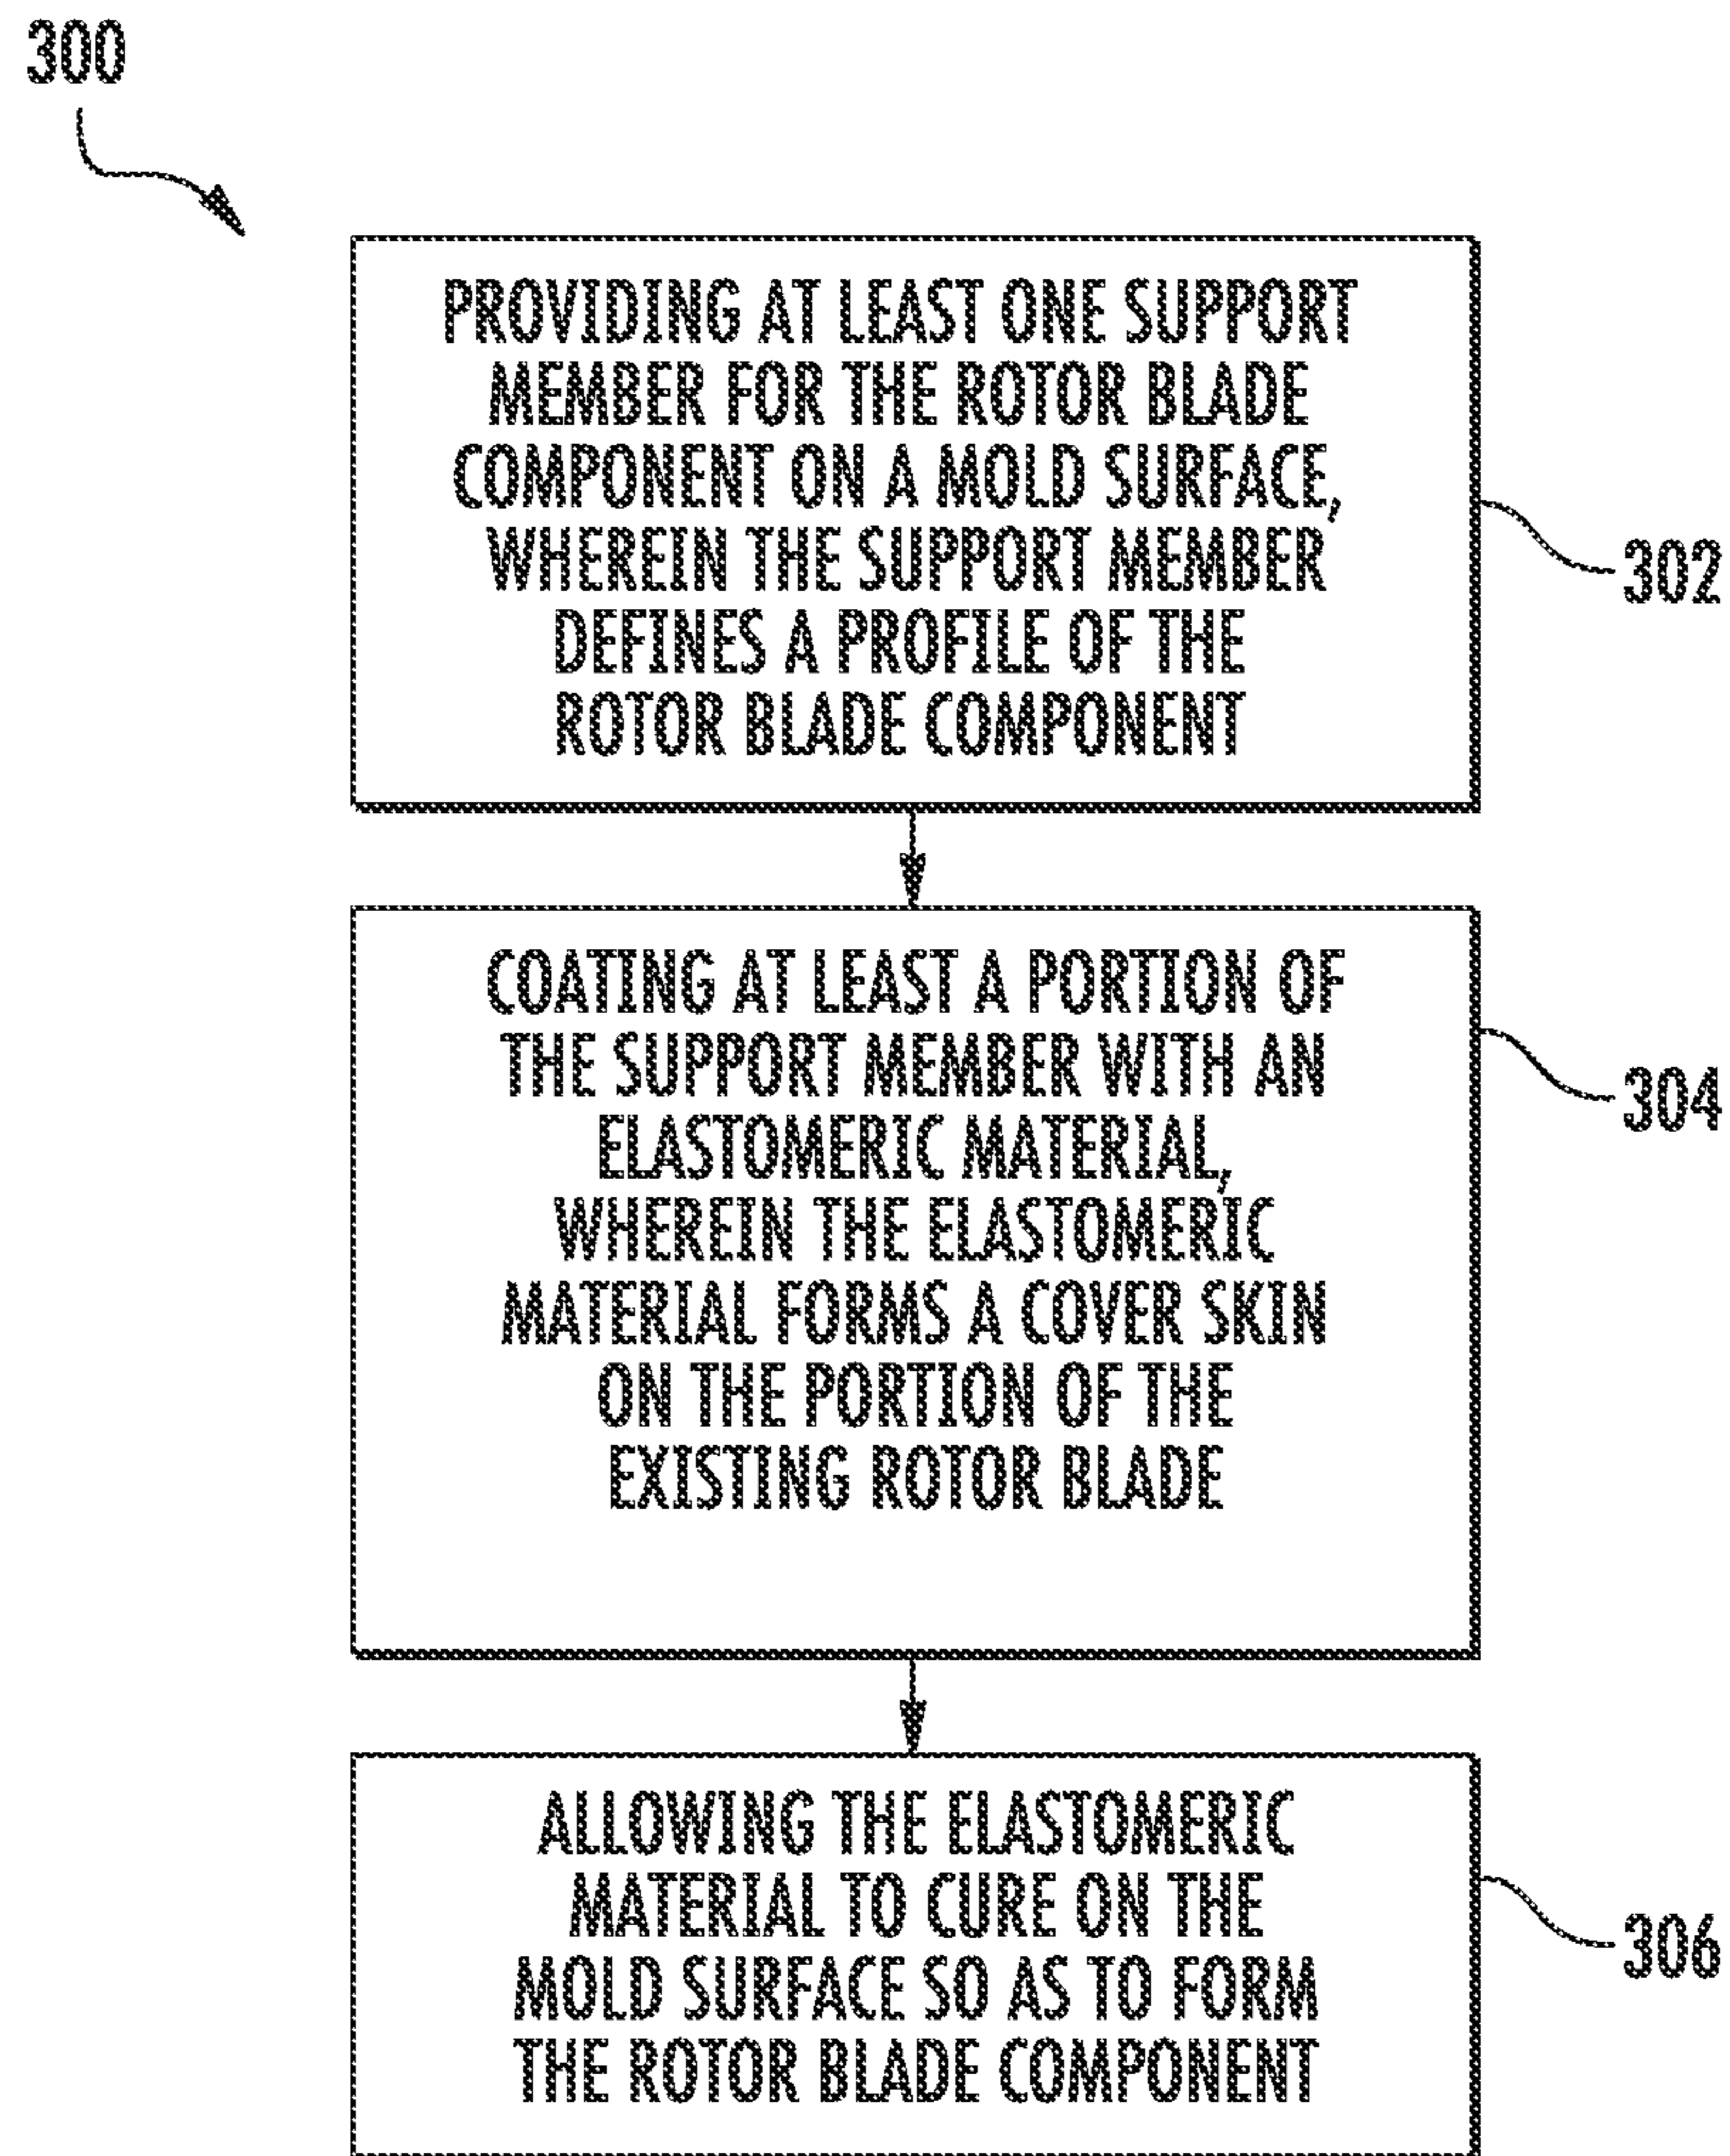 300
PROVIDING AT LEAST ONE SUPPORT
MEMBER FOR THE ROTOR BLADE
COMPONENT ON A MOLD SURFACE,
WHEREIN THE SUPPORT MEMBER
DEFINES A PROFILE OF THE
ROTOR BLADE COMPONENT
302
COATING AT LEAST A PORTION OF
THE SUPPORT MEMBER WITH AN
ELASTOMERIC MATERIAL,
WHEREIN THE ELASTOMERIC
MATERIAL FORMS A COVER SKIN
ON THE PORTION OF THE
EXISTING ROTOR BLADE
304
ALLOWING THE ELASTOMERIC
MATERIAL TO CURE ON THE
MOLD SURFACE SO AS TO FORM
THE ROTOR BLADE COMPONENT
306